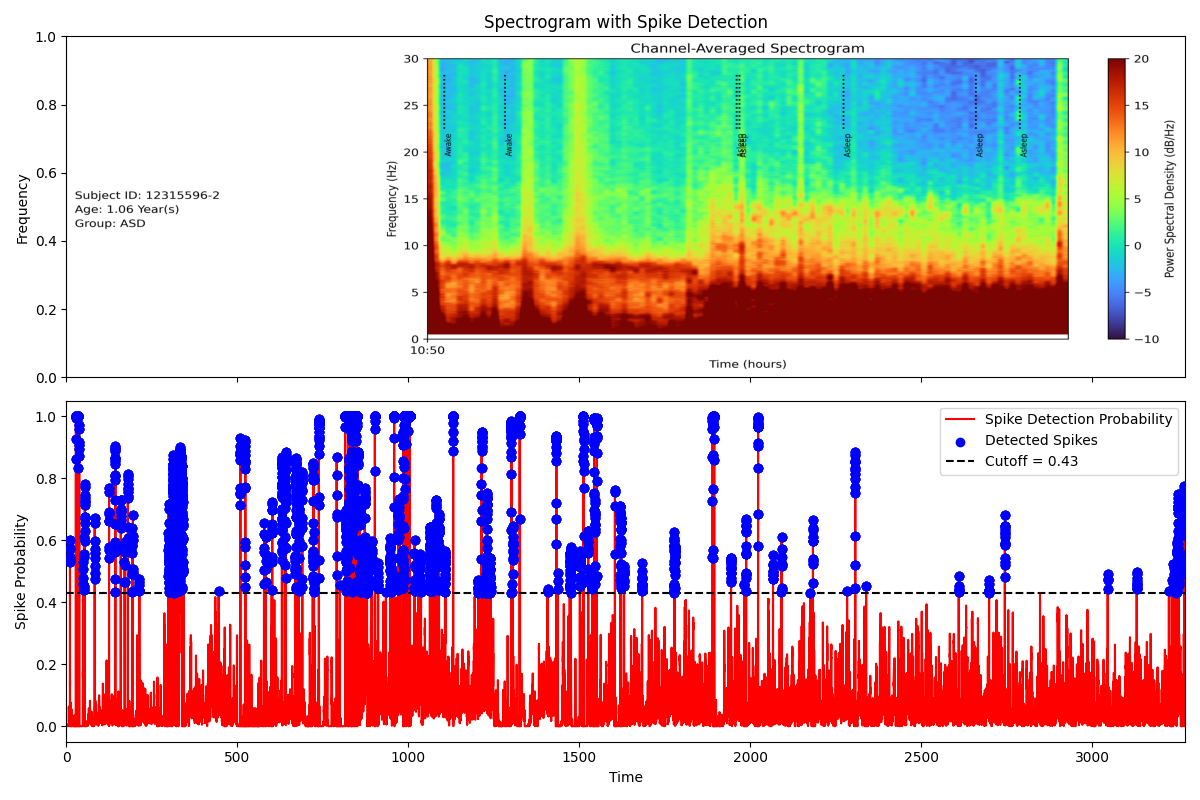 Spectrogram with Spike Detection
Channel-Averaged Spectrogram
1.0
0.8
0.6
0.4
0.2
0.0
Frequency
Subject ID: 12315596-2
Age: 1.06 Year(s)
Group: ASD
30
25
20
15
10
5
0
Frequency (Hz)
Awake
Awake
Asleep
Asleep
Asleep
Asleep
Asleep
10:50
Time (hours)
20
15
10
5
0
−5
−10
Power Spectral Density (dB/Hz)
1.0
0.8
0.6
0.4
0.2
0.0
Spike Probability
Spike Detection Probability
Detected Spikes
Cutoff = 0.43
0 500 1000 1500 2000 2500 3000
Time